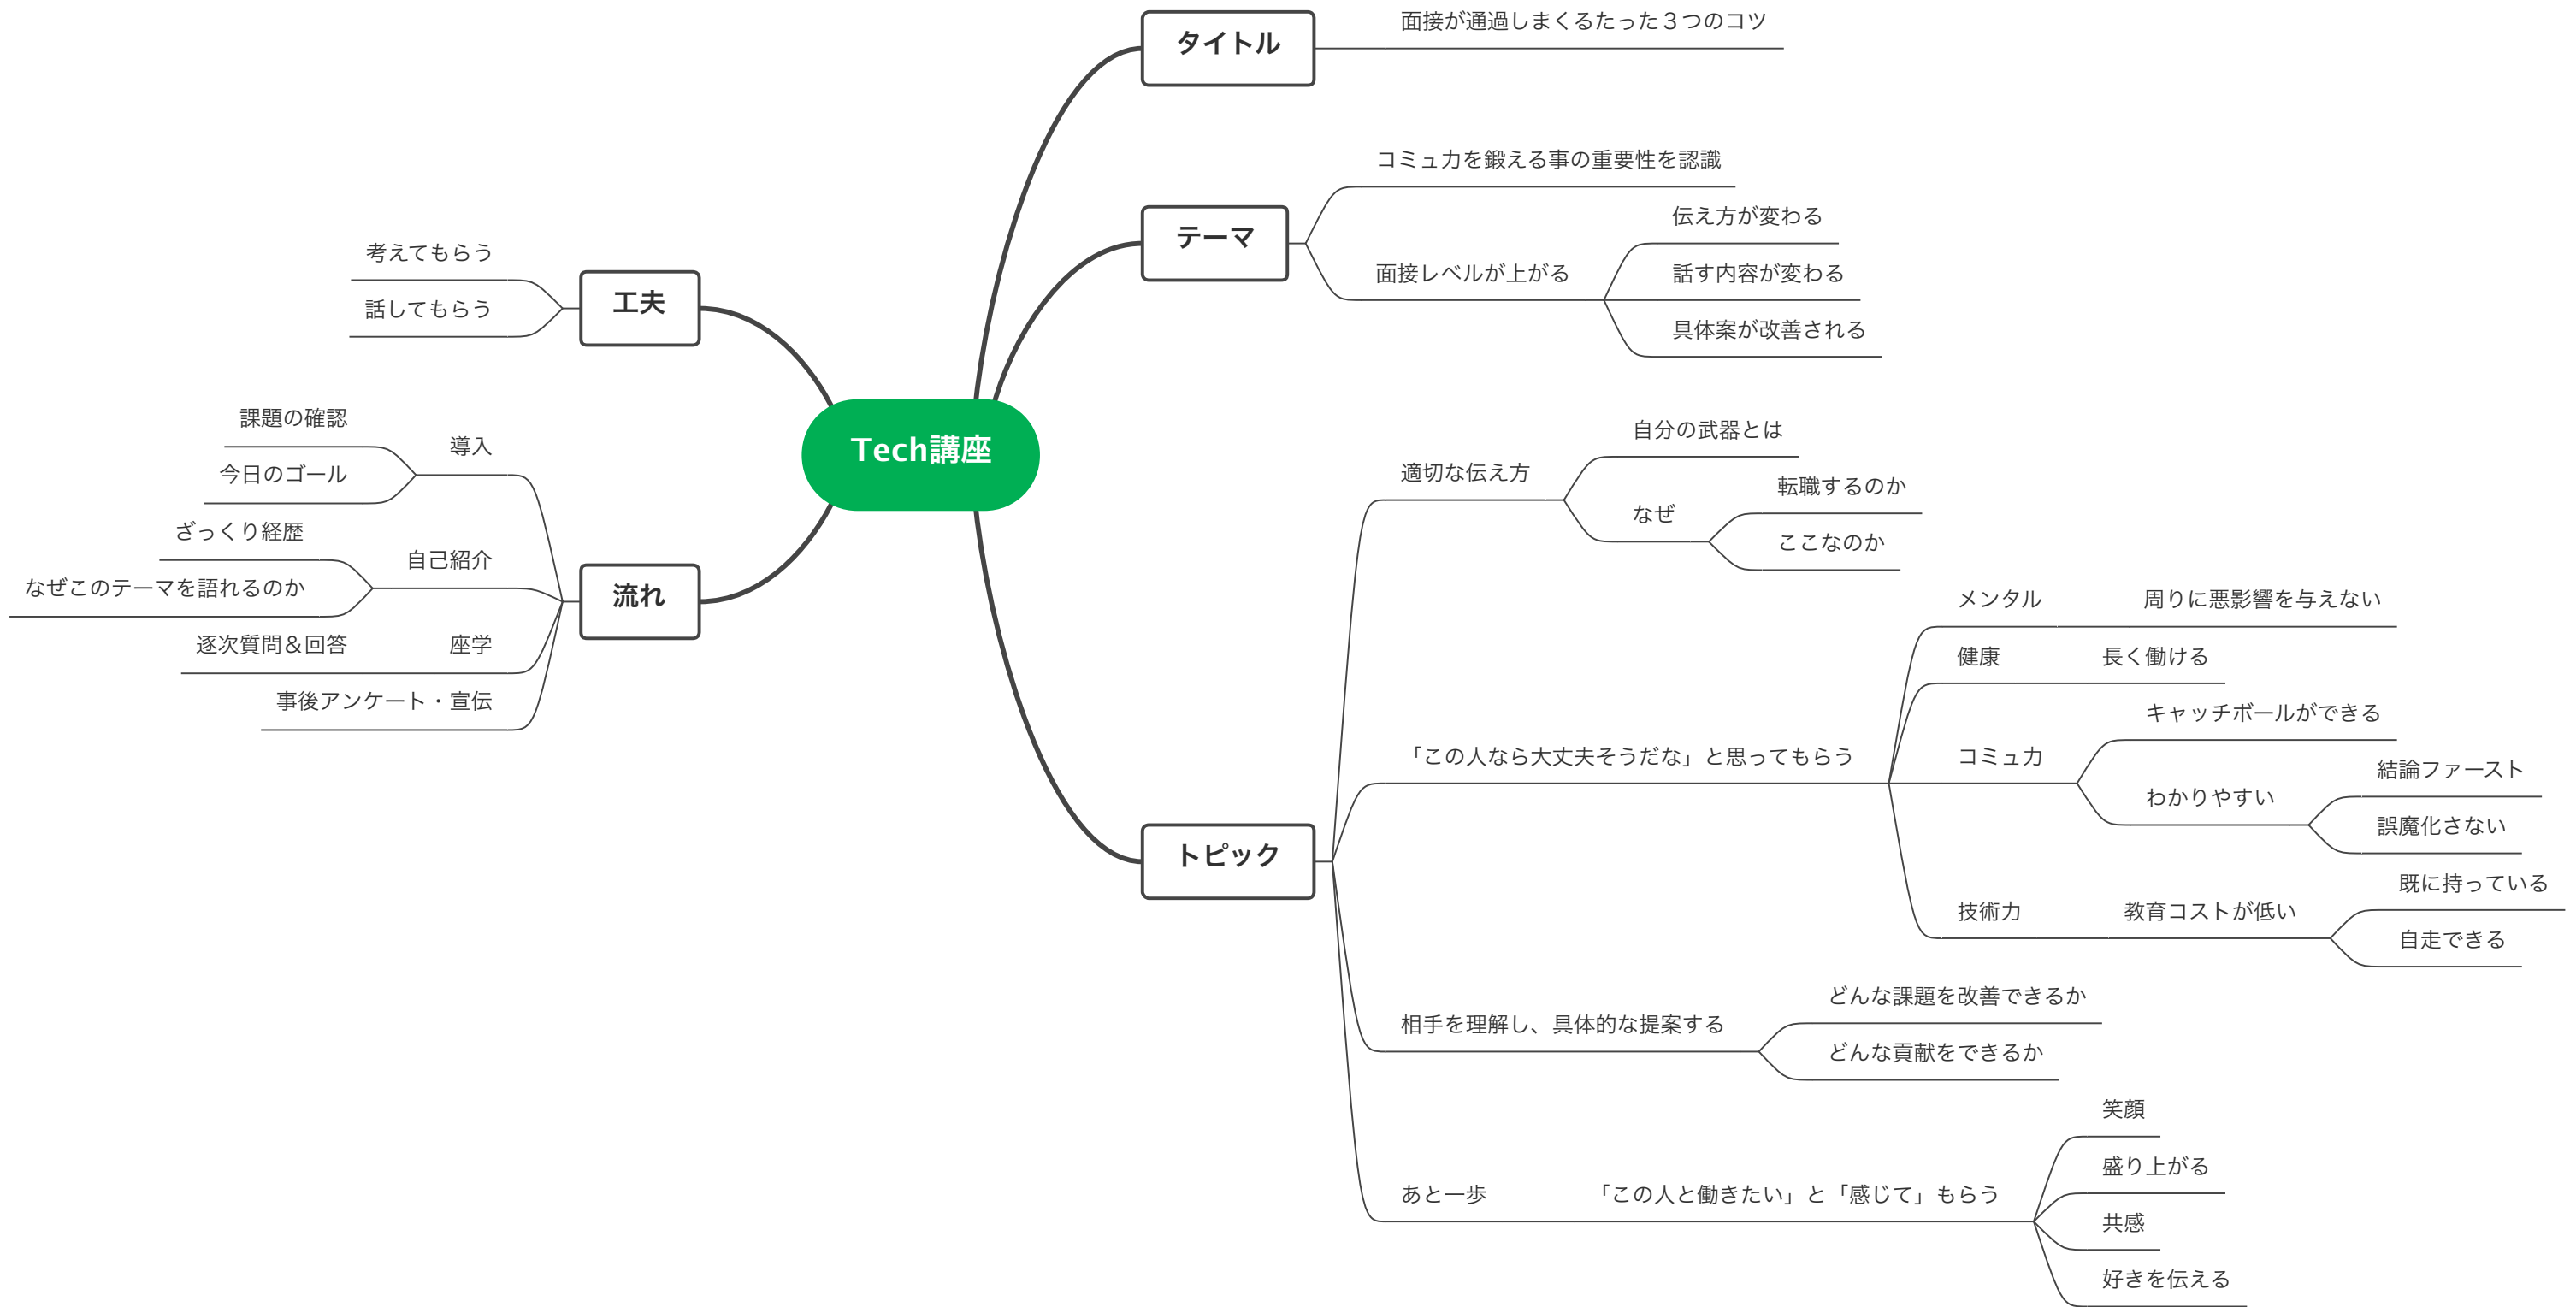 Tech講座
タイトル
面接が通過しまくるたった３つのコツ
テーマ
コミュ力を鍛える事の重要性を認識
面接レベルが上がる
伝え方が変わる
話す内容が変わる
具体案が改善される
トピック
適切な伝え方
自分の武器とは
なぜ
転職するのか
ここなのか
「この人なら大丈夫そうだな」と思ってもらう
メンタル
周りに悪影響を与えない
健康
長く働ける
コミュ力
キャッチボールができる
わかりやすい
結論ファースト
誤魔化さない
技術力
教育コストが低い
既に持っている
自走できる
相手を理解し、具体的な提案する
どんな課題を改善できるか
どんな貢献をできるか
あと一歩
「この人と働きたい」と「感じて」もらう
笑顔
盛り上がる
共感
好きを伝える
工夫
考えてもらう
話してもらう
流れ
導入
課題の確認
今日のゴール
自己紹介
ざっくり経歴
なぜこのテーマを語れるのか
座学
逐次質問＆回答
事後アンケート・宣伝